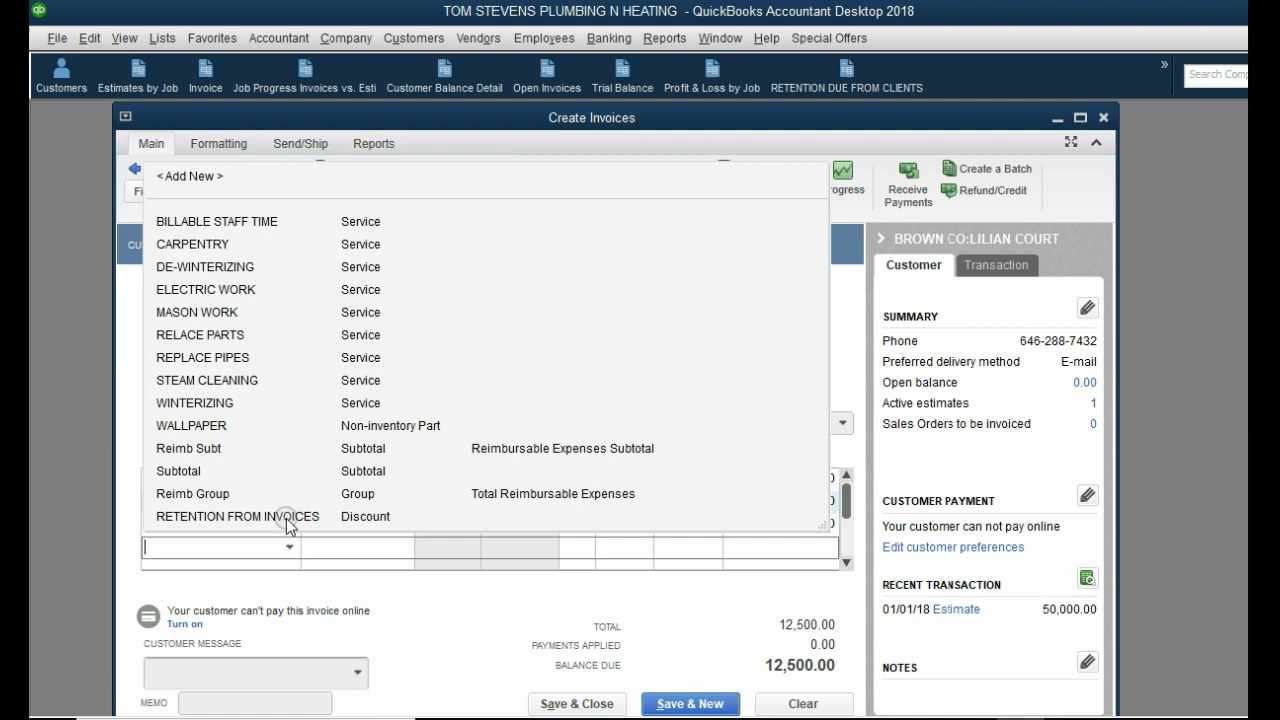 qb TOM STEVENS PLUMBING N HEATING - QuickBooks Accountant Desktop 2018
File Edit View Lists Favorites Accountant Company Customers Vendors Employees Banking Reports Window Help Special Offers
Customers Estimates by Job Invoice Job Progress Invoices vs. Esti Customer Balance Detail Open Invoices Trial Balance Profit & Loss by Job RETENTION DUE FROM CLIENTS » Search Comp
Create Invoices
Main Formatting Send/Ship Reports
Fi
ogress
Receive Payments
Create a Batch
Refund/Credit
< Add New >
BILLABLE STAFF TIME Service
CARPENTRY Service
DE-WINTERIZING Service
ELECTRIC WORK Service
MASON WORK Service
RELACE PARTS Service
REPLACE PIPES Service
STEAM CLEANING Service
WINTERIZING Service
WALLPAPER Non-inventory Part
Reimb Subt Subtotal Reimbursable Expenses Subtotal
Subtotal Subtotal
Reimb Group Group Total Reimbursable Expenses
RETENTION FROM INVOICES Discount
CU
0
0
0
Your customer can't pay this invoice online
Turn on
CUSTOMER MESSAGE
MEMO
TOTAL 12,500.00
PAYMENTS APPLIED 0.00
BALANCE DUE 12,500.00
Save & Close Save & New Clear
BROWN CO:LILIAN COURT
Customer Transaction
SUMMARY
Phone 646-288-7432
Preferred delivery method E-mail
Open balance 0.00
Active estimates 1
Sales Orders to be invoiced 0
CUSTOMER PAYMENT
Your customer can not pay online
Edit customer preferences
RECENT TRANSACTION
01/01/18 Estimate 50,000.00
NOTES